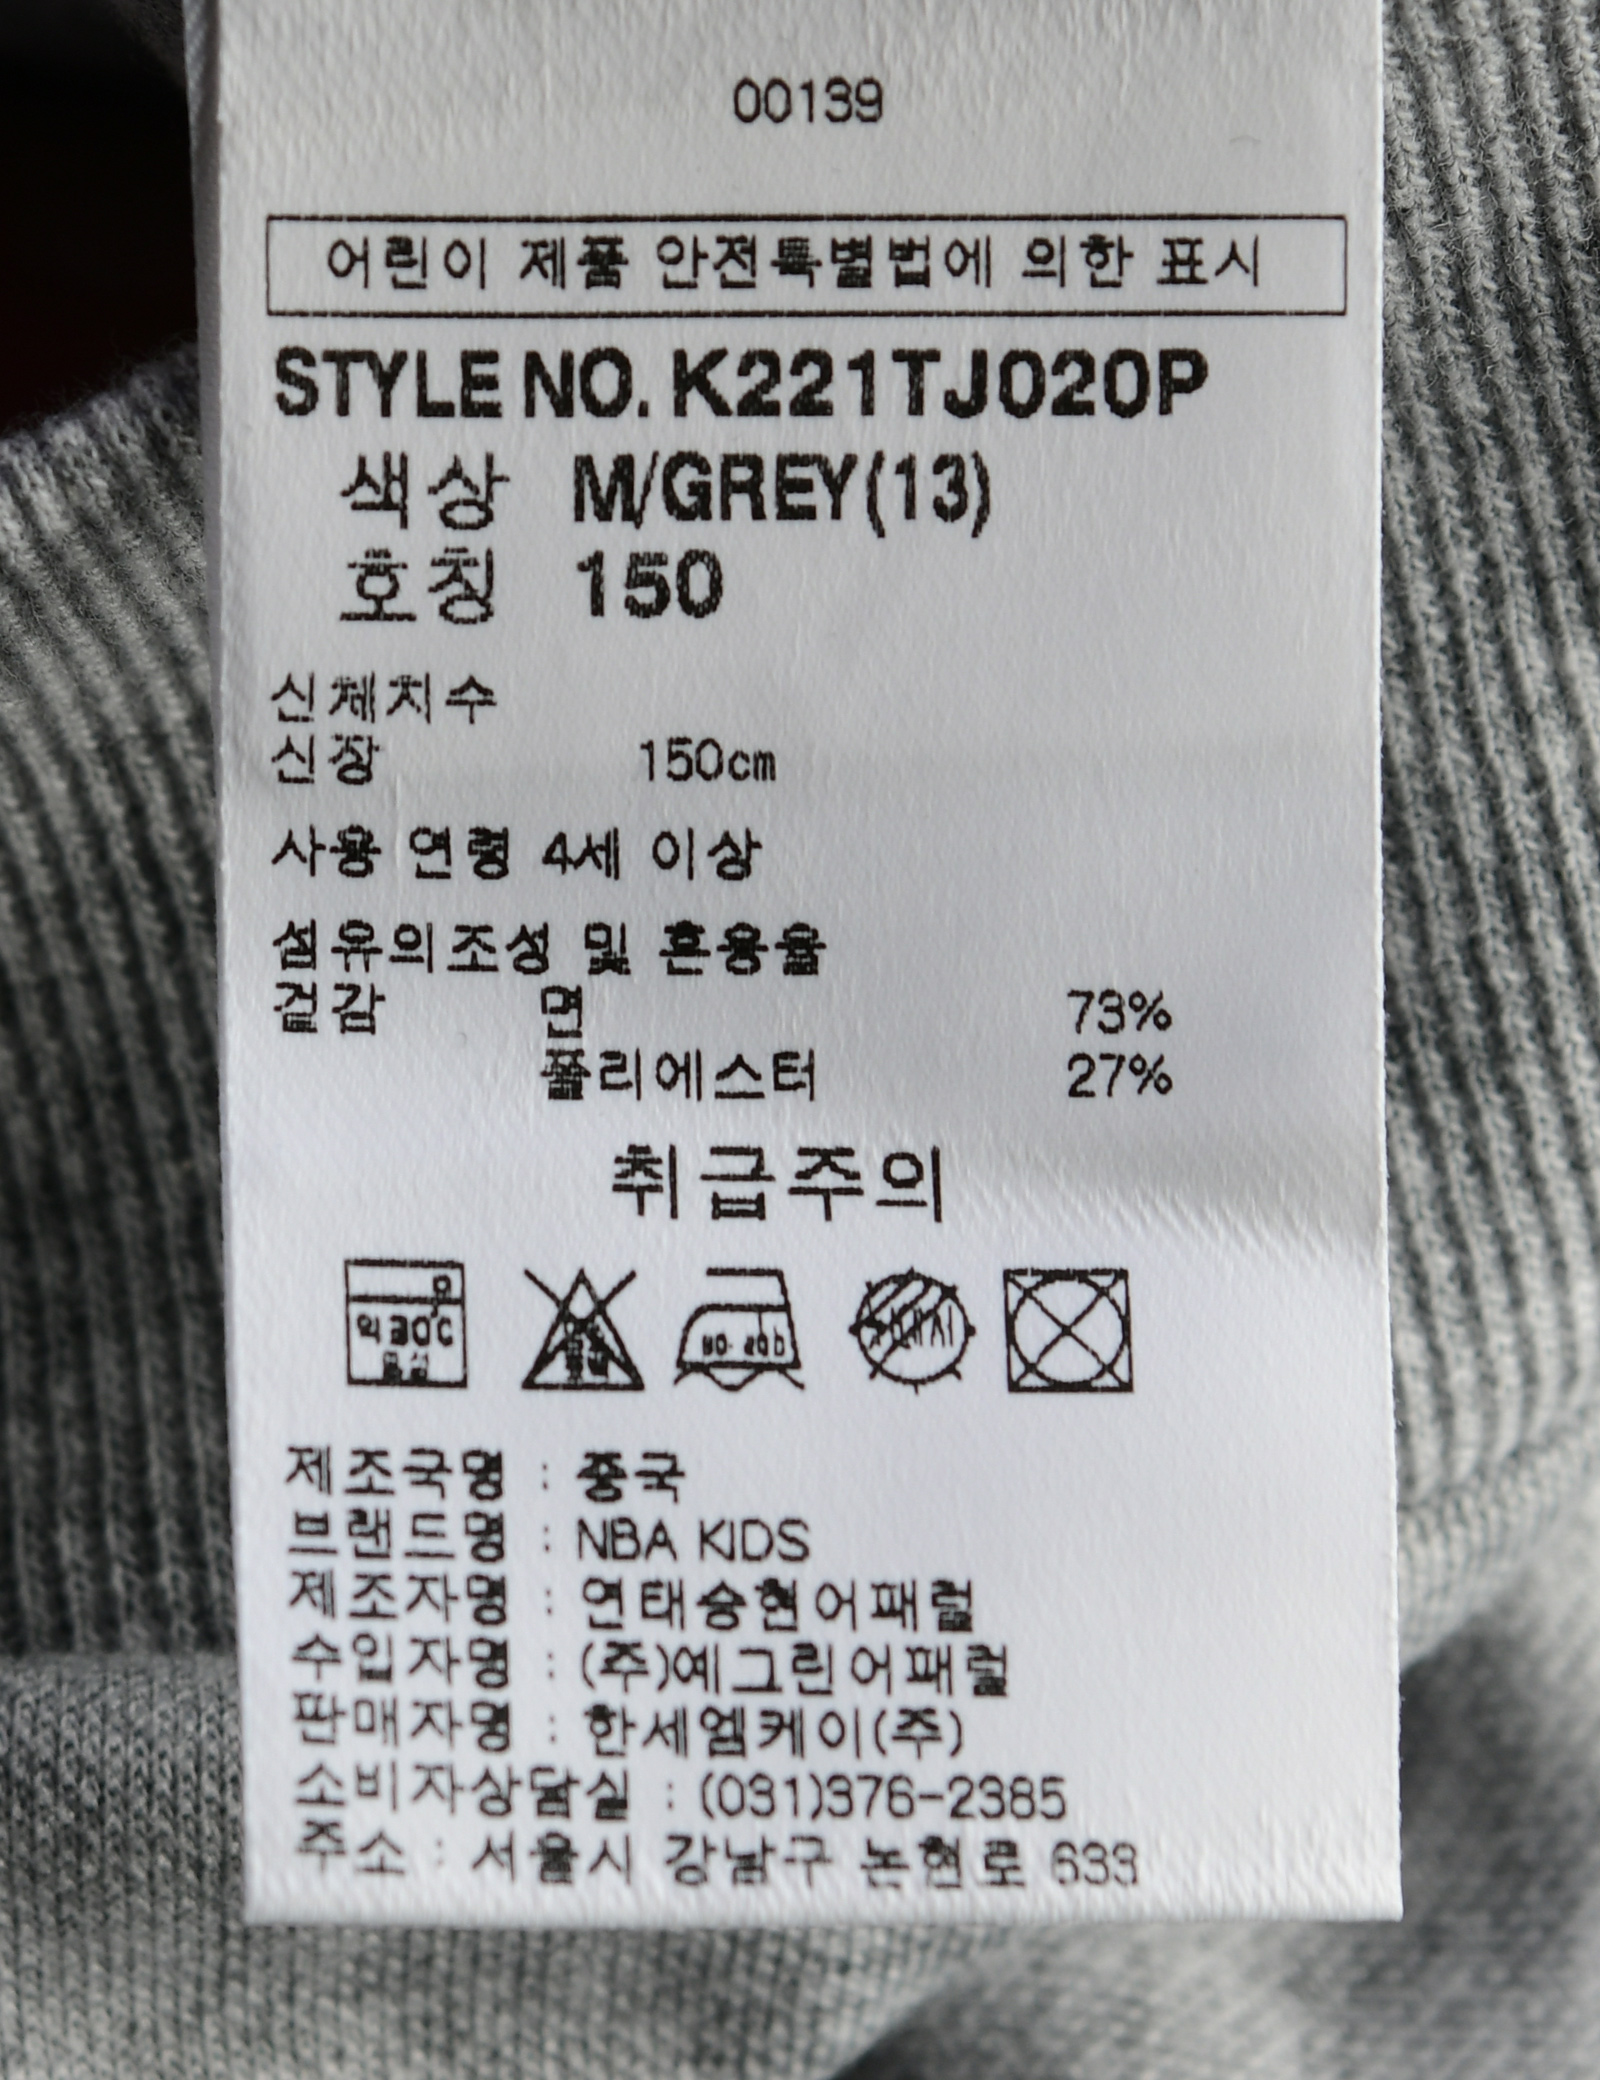 00139
어린이 제품 안전특별법에 의한 표시
STYLE NO. K221TJ020P
색상 M/GREY(13)
호칭 150
신체치수
신장 150cm
사용 연령 4세 이상
섬유의조성 및 혼용율
겉감 면 73%
폴리에스터 27%
취급주의
약 30℃
중성
제조국명 : 중국
브랜드명 : NBA KIDS
제조자명 : 연태승현어패럴
수입자명 : (주)예그린어패럴
판매자명 : 한세엠케이(주)
소비자상담실 : (031)376-2385
주소 : 서울시 강남구 논현로 633